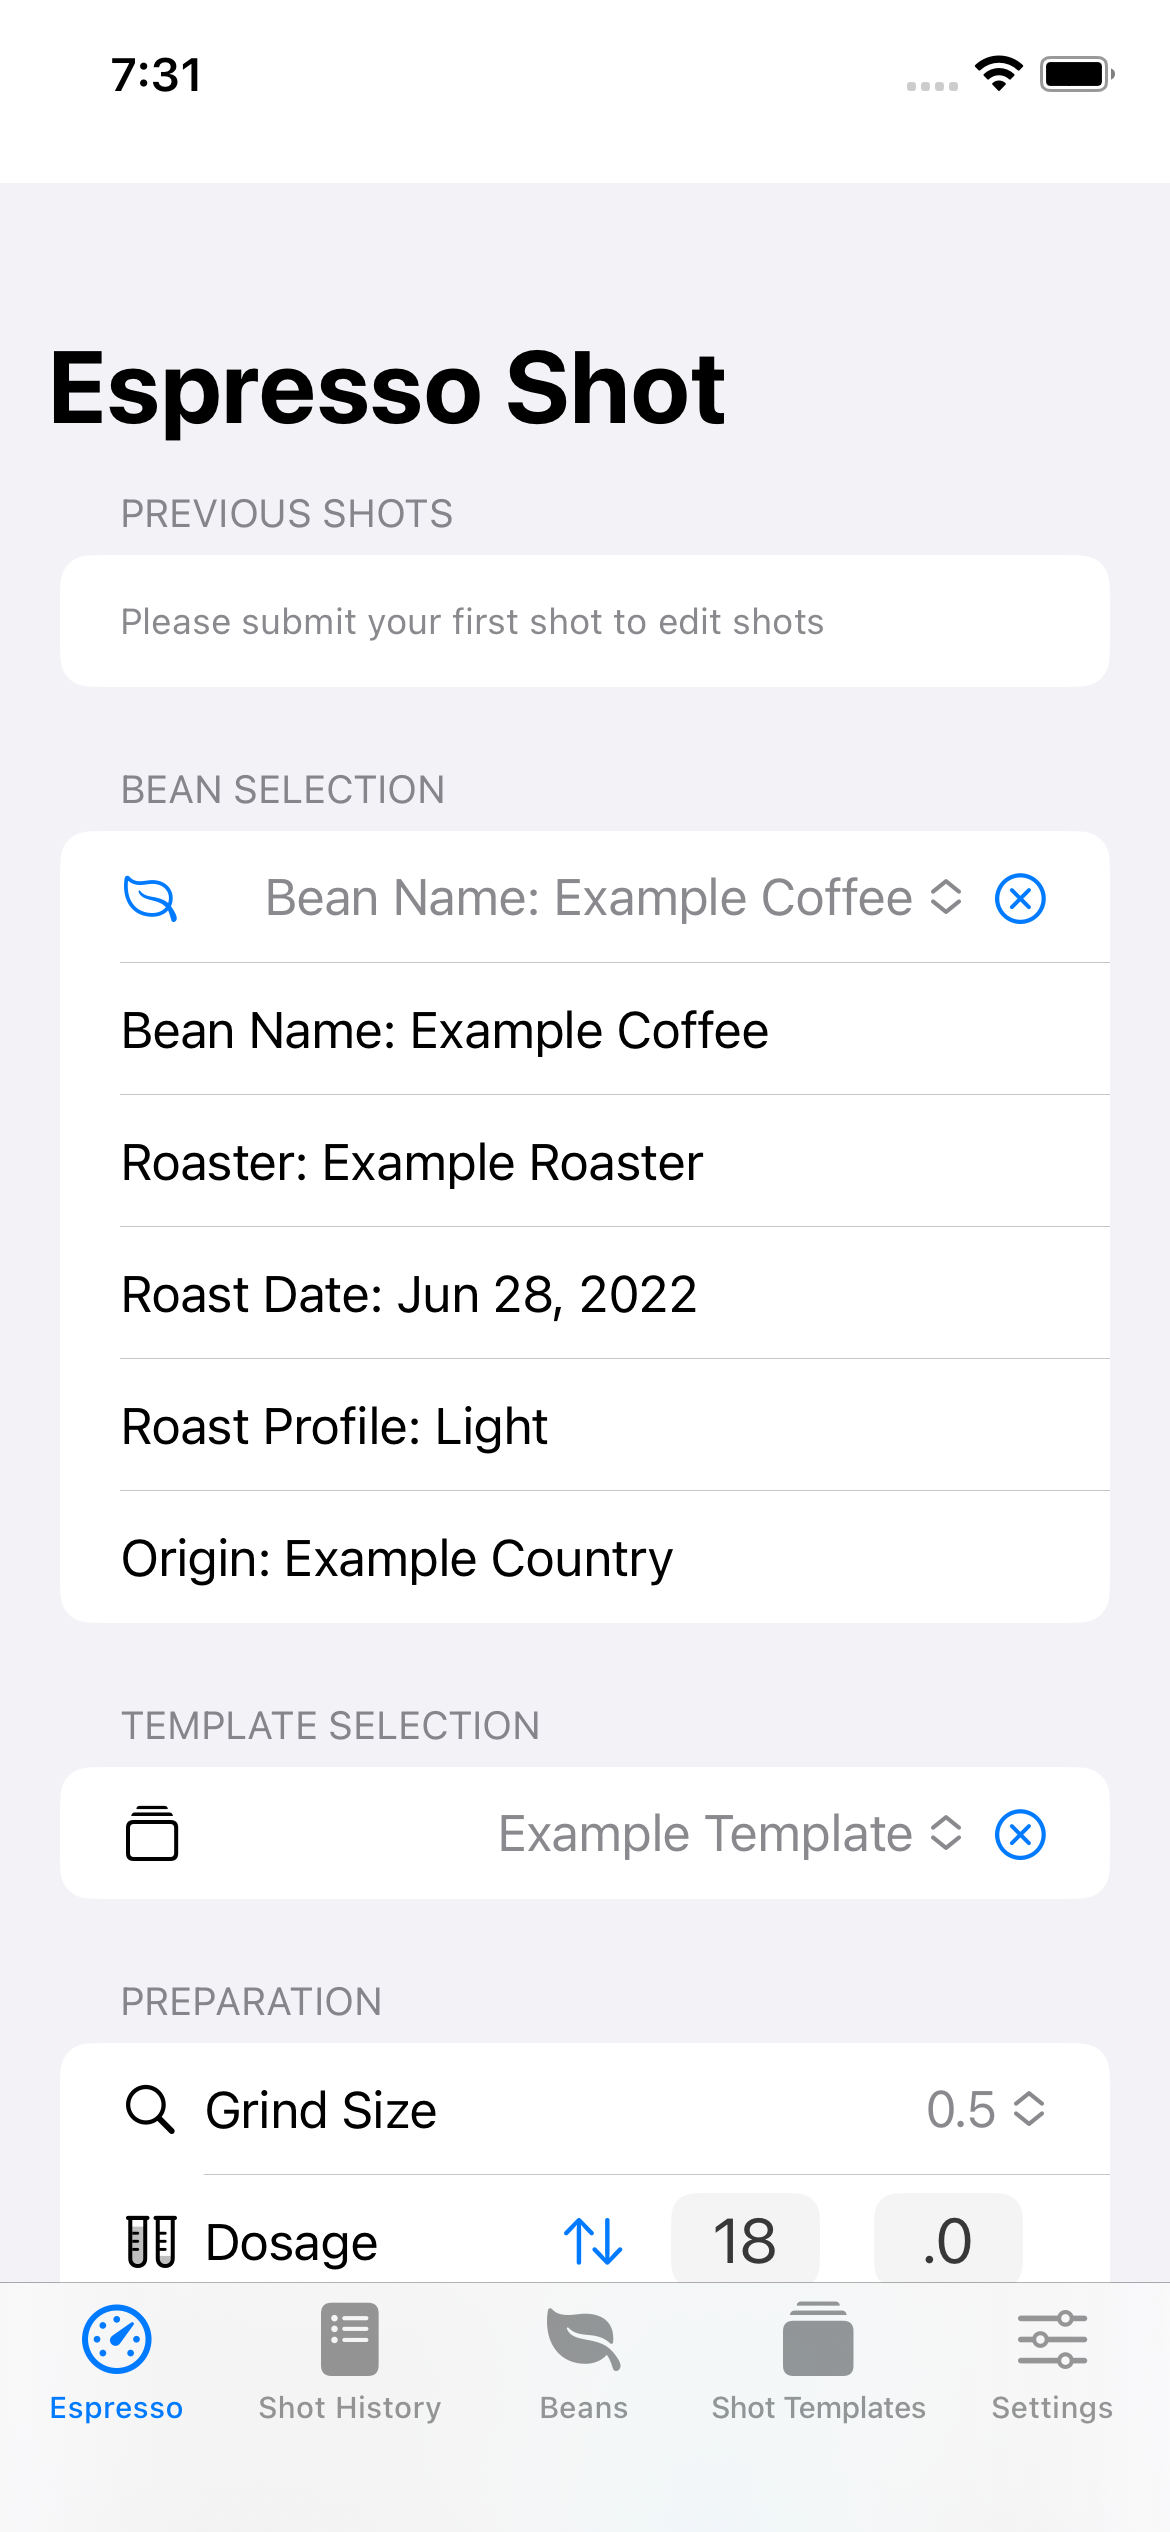 7:31
Espresso Shot
PREVIOUS SHOTS
Please submit your first shot to edit shots
BEAN SELECTION
Bean Name: Example Coffee
Bean Name: Example Coffee
Roaster: Example Roaster
Roast Date: Jun 28, 2022
Roast Profile: Light
Origin: Example Country
TEMPLATE SELECTION
Example Template
PREPARATION
Grind Size 0.5
Dosage 18 .0
Espresso Shot History Beans Shot Templates Settings